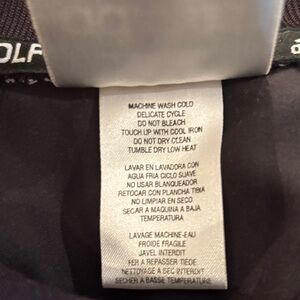 OLF
MACHINE WASH COLD
DELICATE CYCLE
DO NOT BLEACH
TOUCH UP WITH COOL IRON
DO NOT DRY CLEAN
TUMBLE DRY LOW HEAT
LAVAR EN LAVADORA CON
AGUA FRIA CICLO SUAVE
NO USAR BLANQUEADOR
RETOCAR CON PLANCHA TIBIA
NO LIMPIAR EN SECO
SECAR A MAQUINA A BAJA
TEMPERATURA
LAVAGE MACHINE-EAU
FROIDE FRAGILE
JAVEL INTERDIT
FER A REPASSER TIÈDE
NETTOYAGE A SEC INTERDIT
SÉCHER A BASSE TEMPÉRATURE